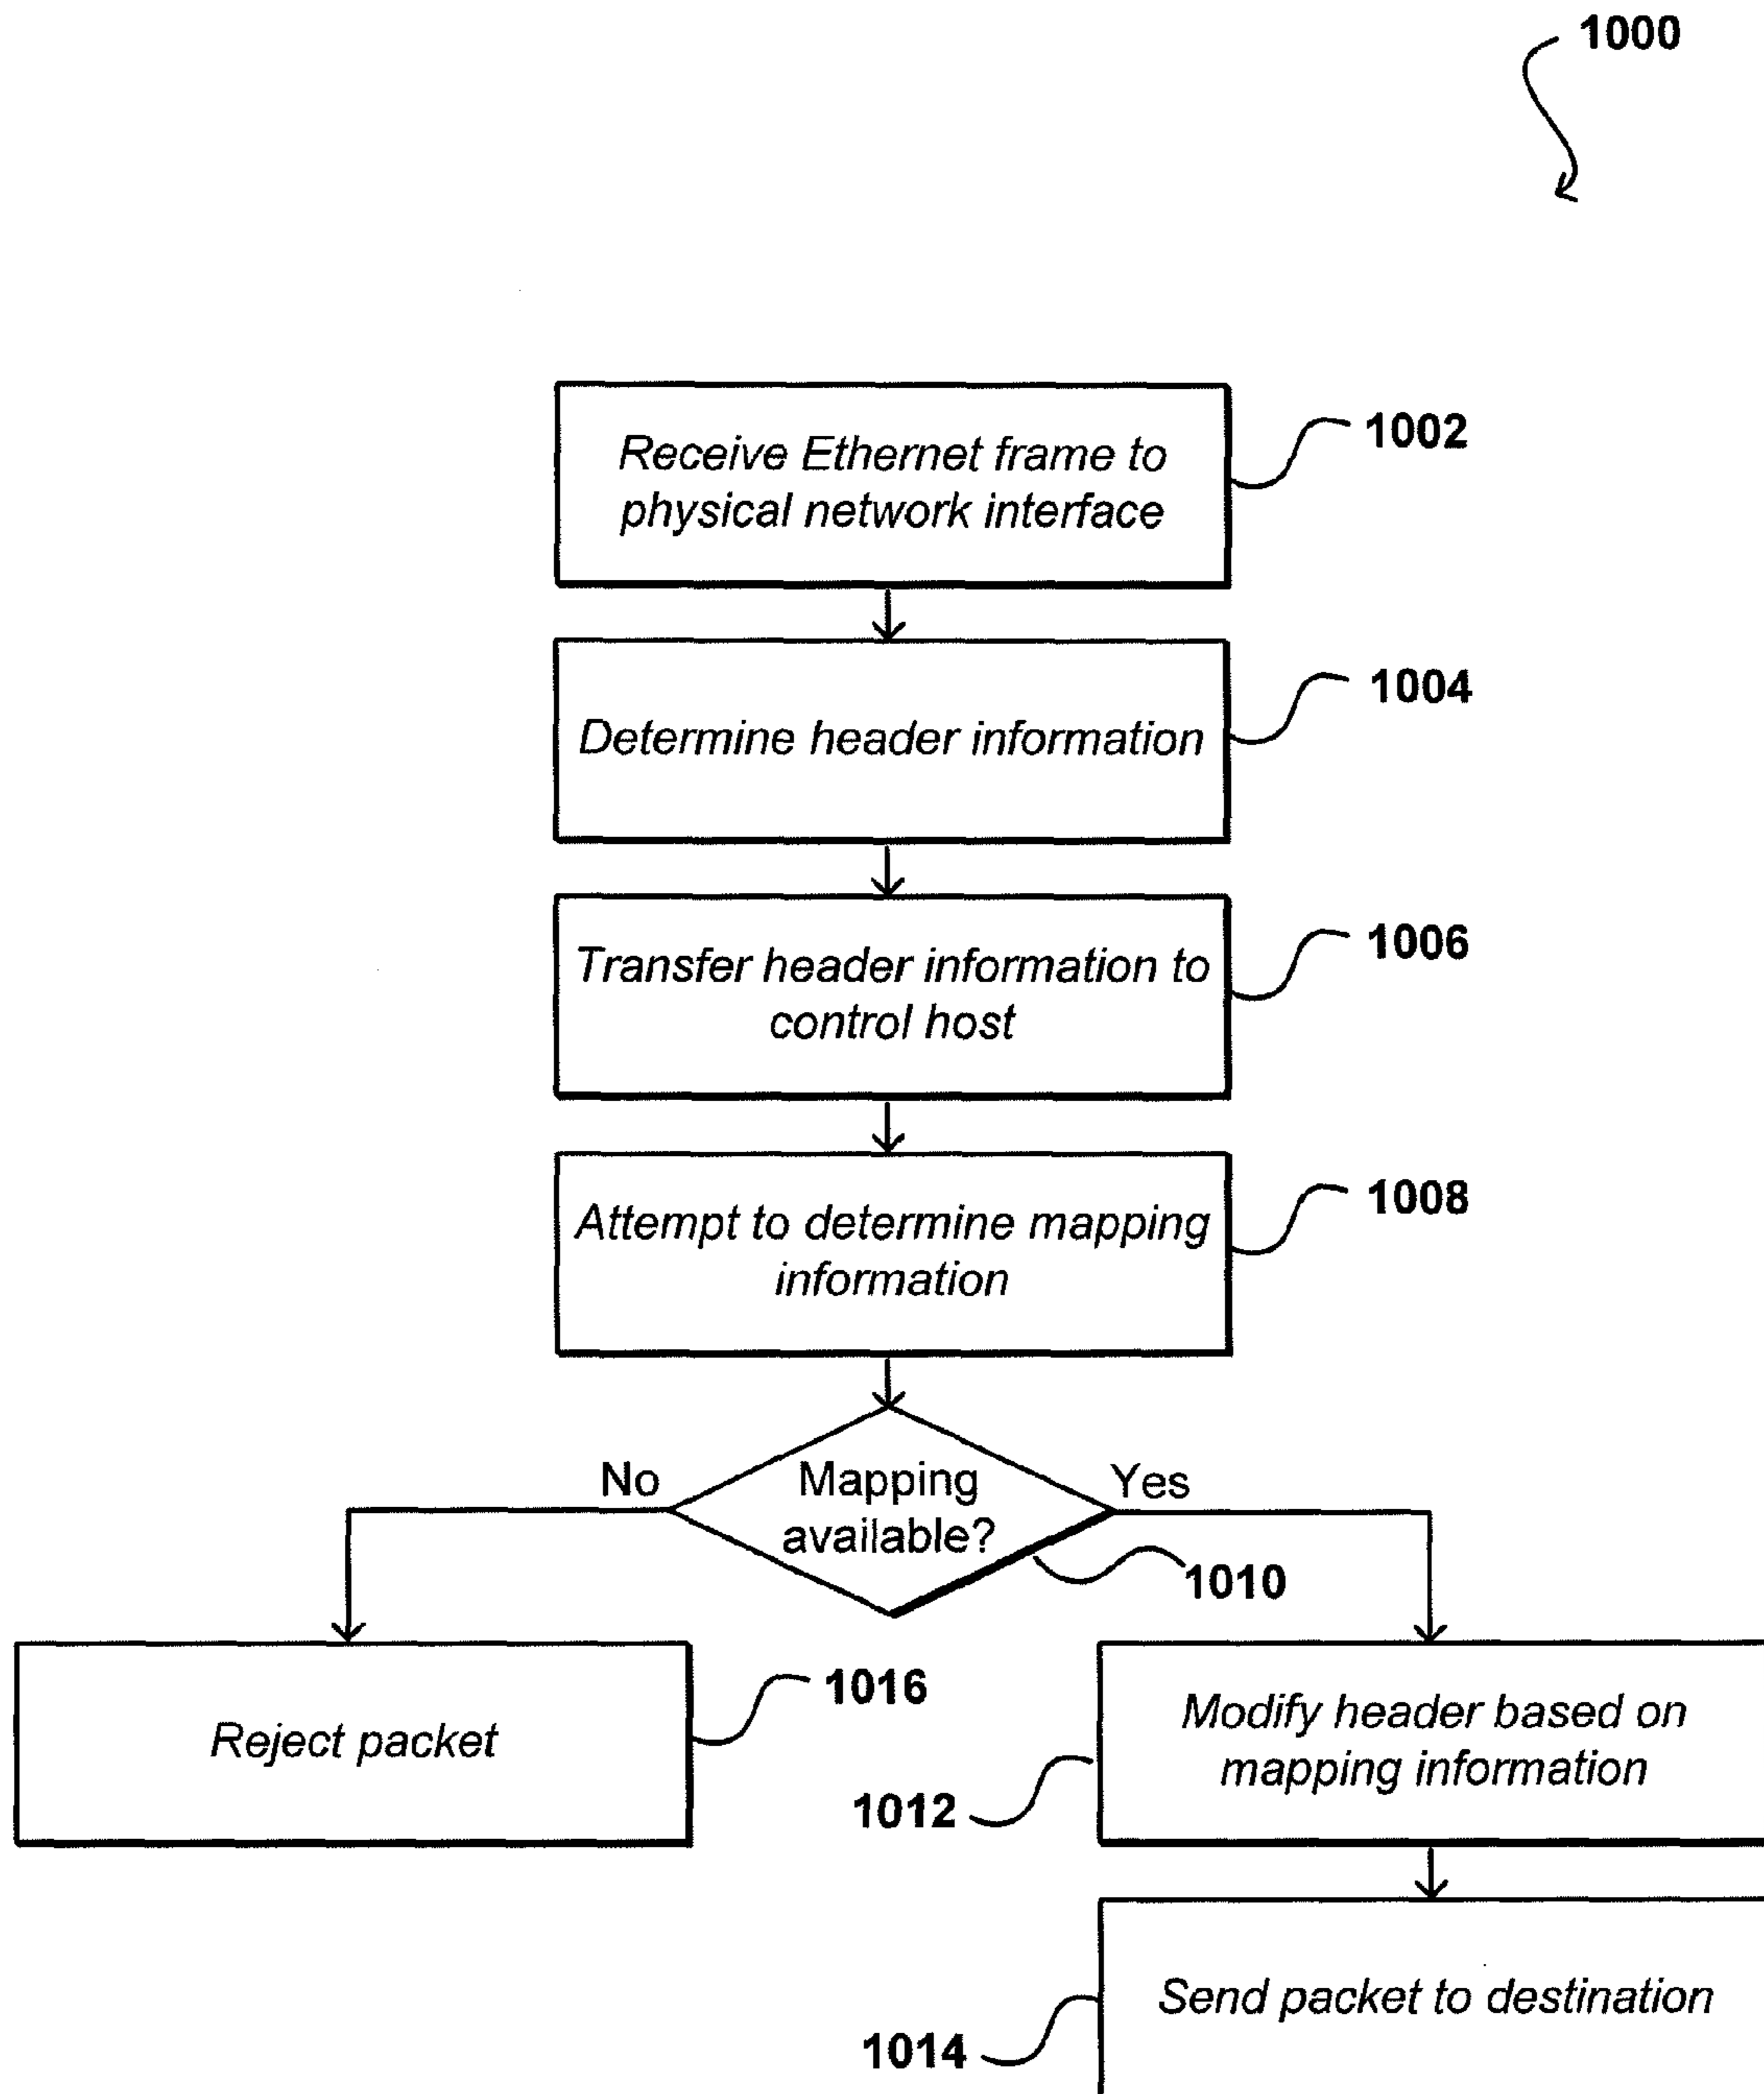 1000
Receive Ethernet frame to
physical network interface
1002
Determine header information
1004
Transfer header information to
control host
1006
Attempt to determine mapping
information
1008
No
Mapping
available?
Yes
1010
Reject packet
1016
Modify header based on
mapping information
1012
Send packet to destination
1014